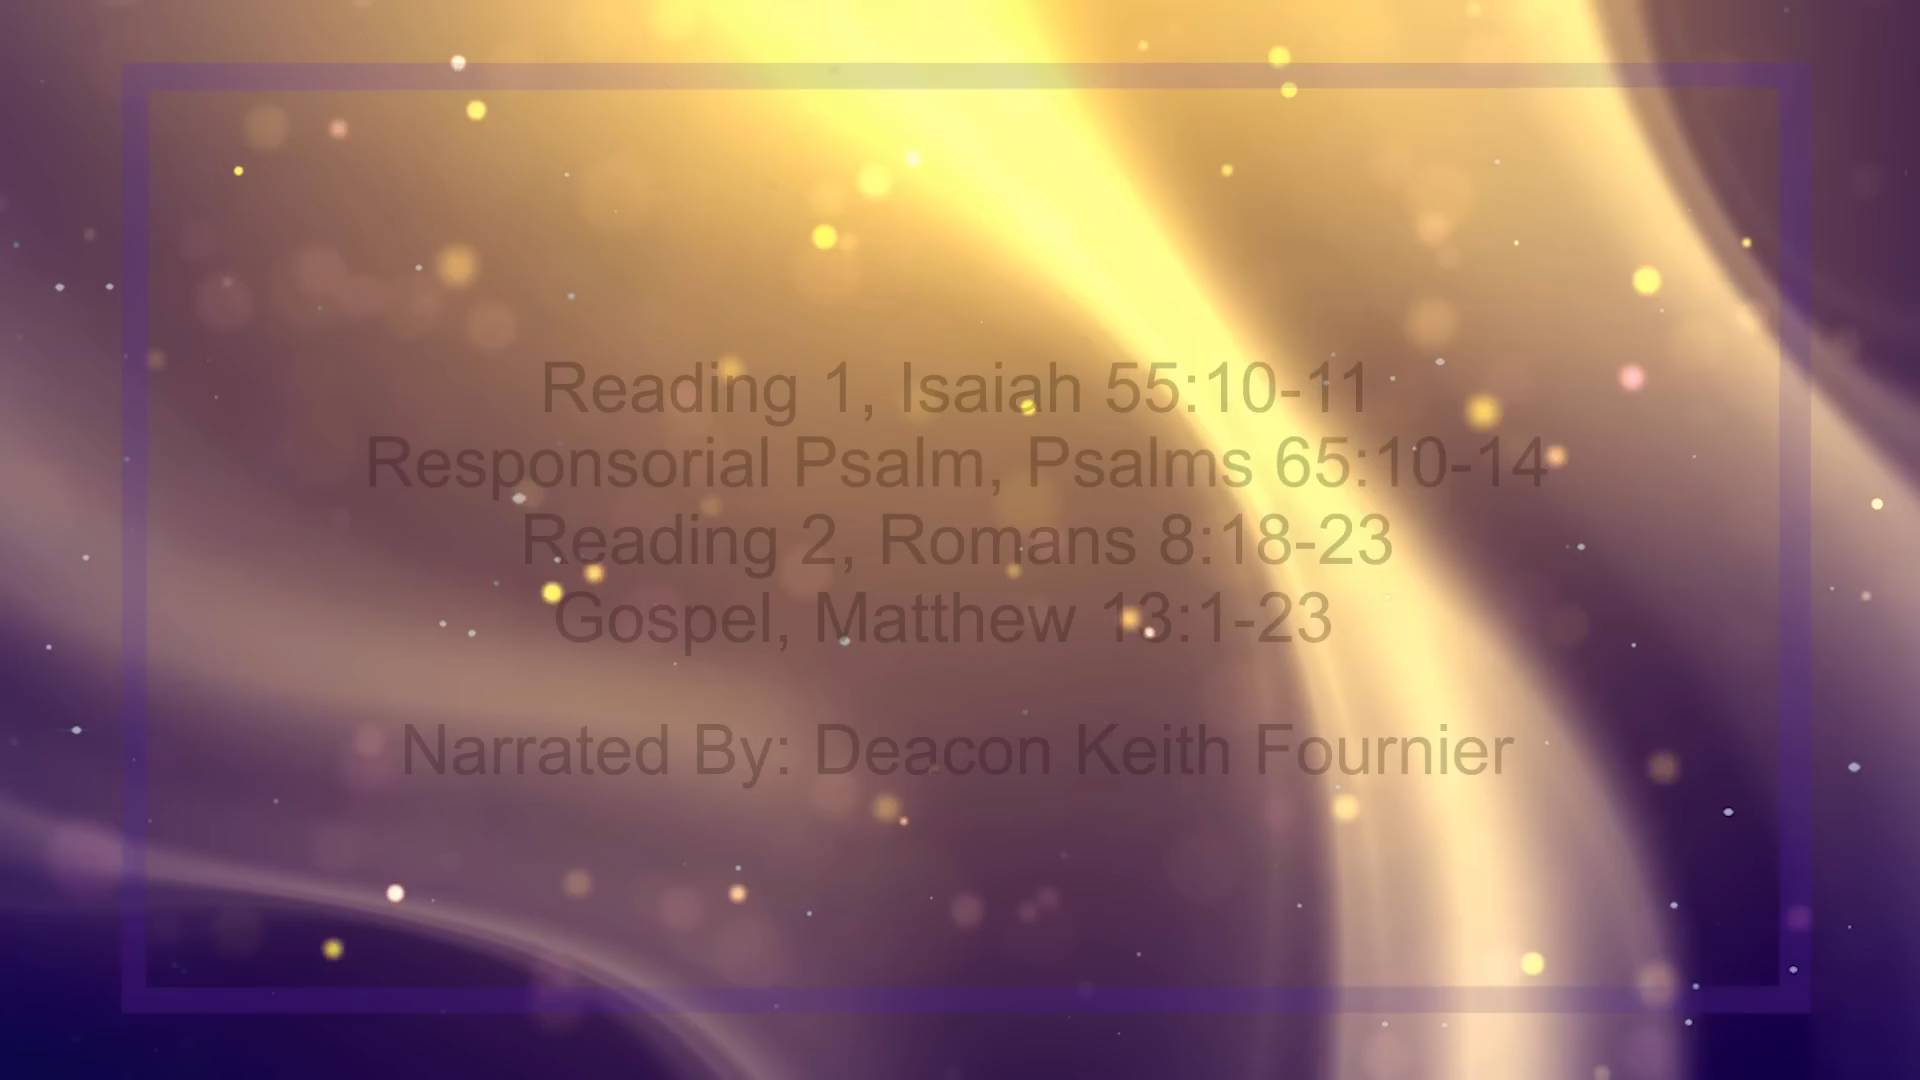 Reading 1, Isaiah 55:10-11
Responsorial Psalm, Psalms 65:10-14
Reading 2, Romans 8:18-23
Gospel, Matthew 13:1-23
Narrated By: Deacon Keith Fournier